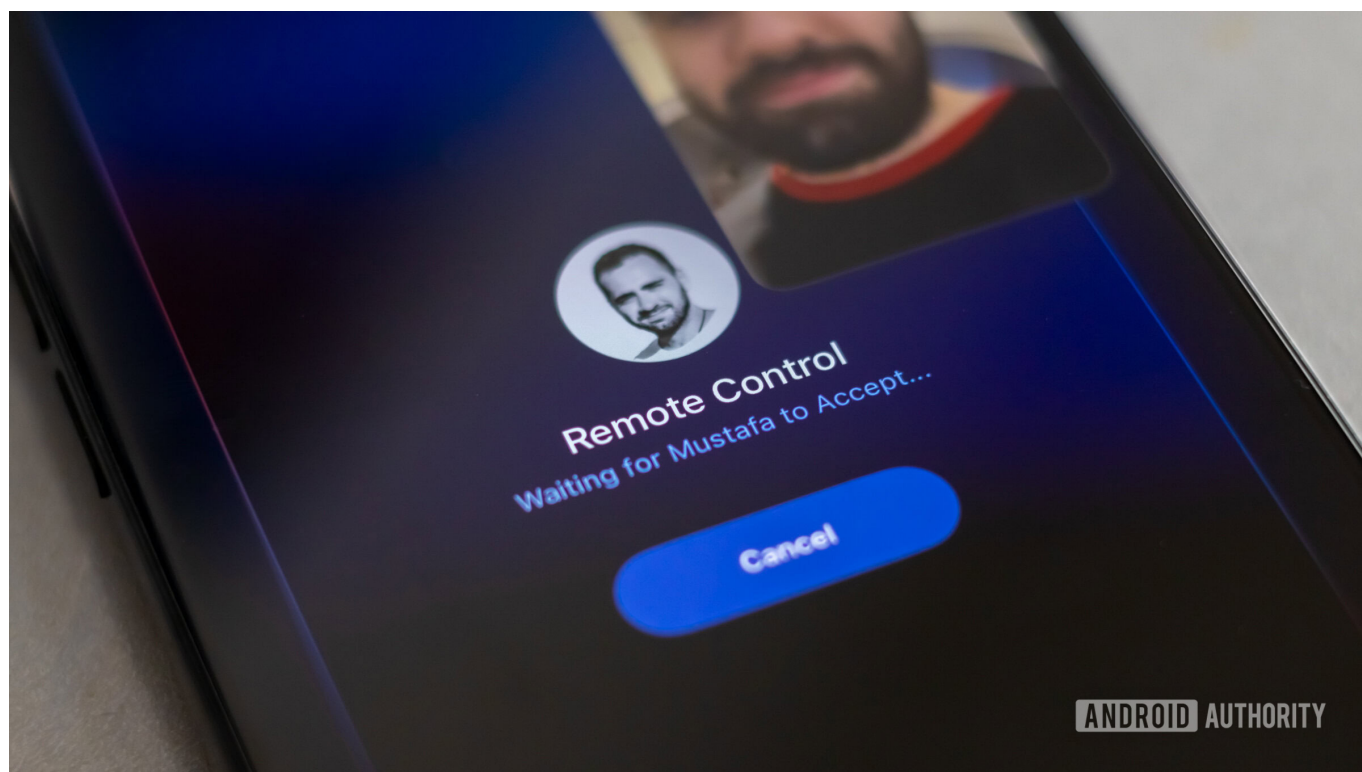 Remote Control
Waiting for Mustafa to Accept...
Cancel
ANDROID AUTHORITY